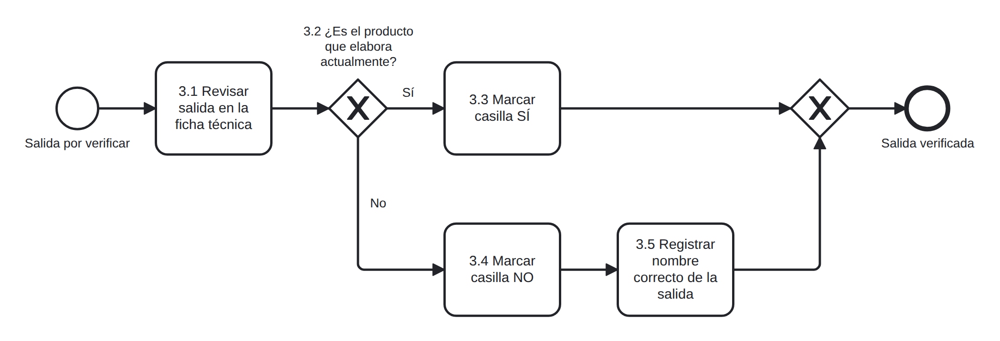 Salida por verificar
3.1 Revisar
salida en la
ficha técnica
3.2 ¿Es el producto
que elabora
actualmente?
Sí
3.3 Marcar
casilla SÍ
No
3.4 Marcar
casilla NO
3.5 Registrar
nombre
correcto de la
salida
Salida verificada